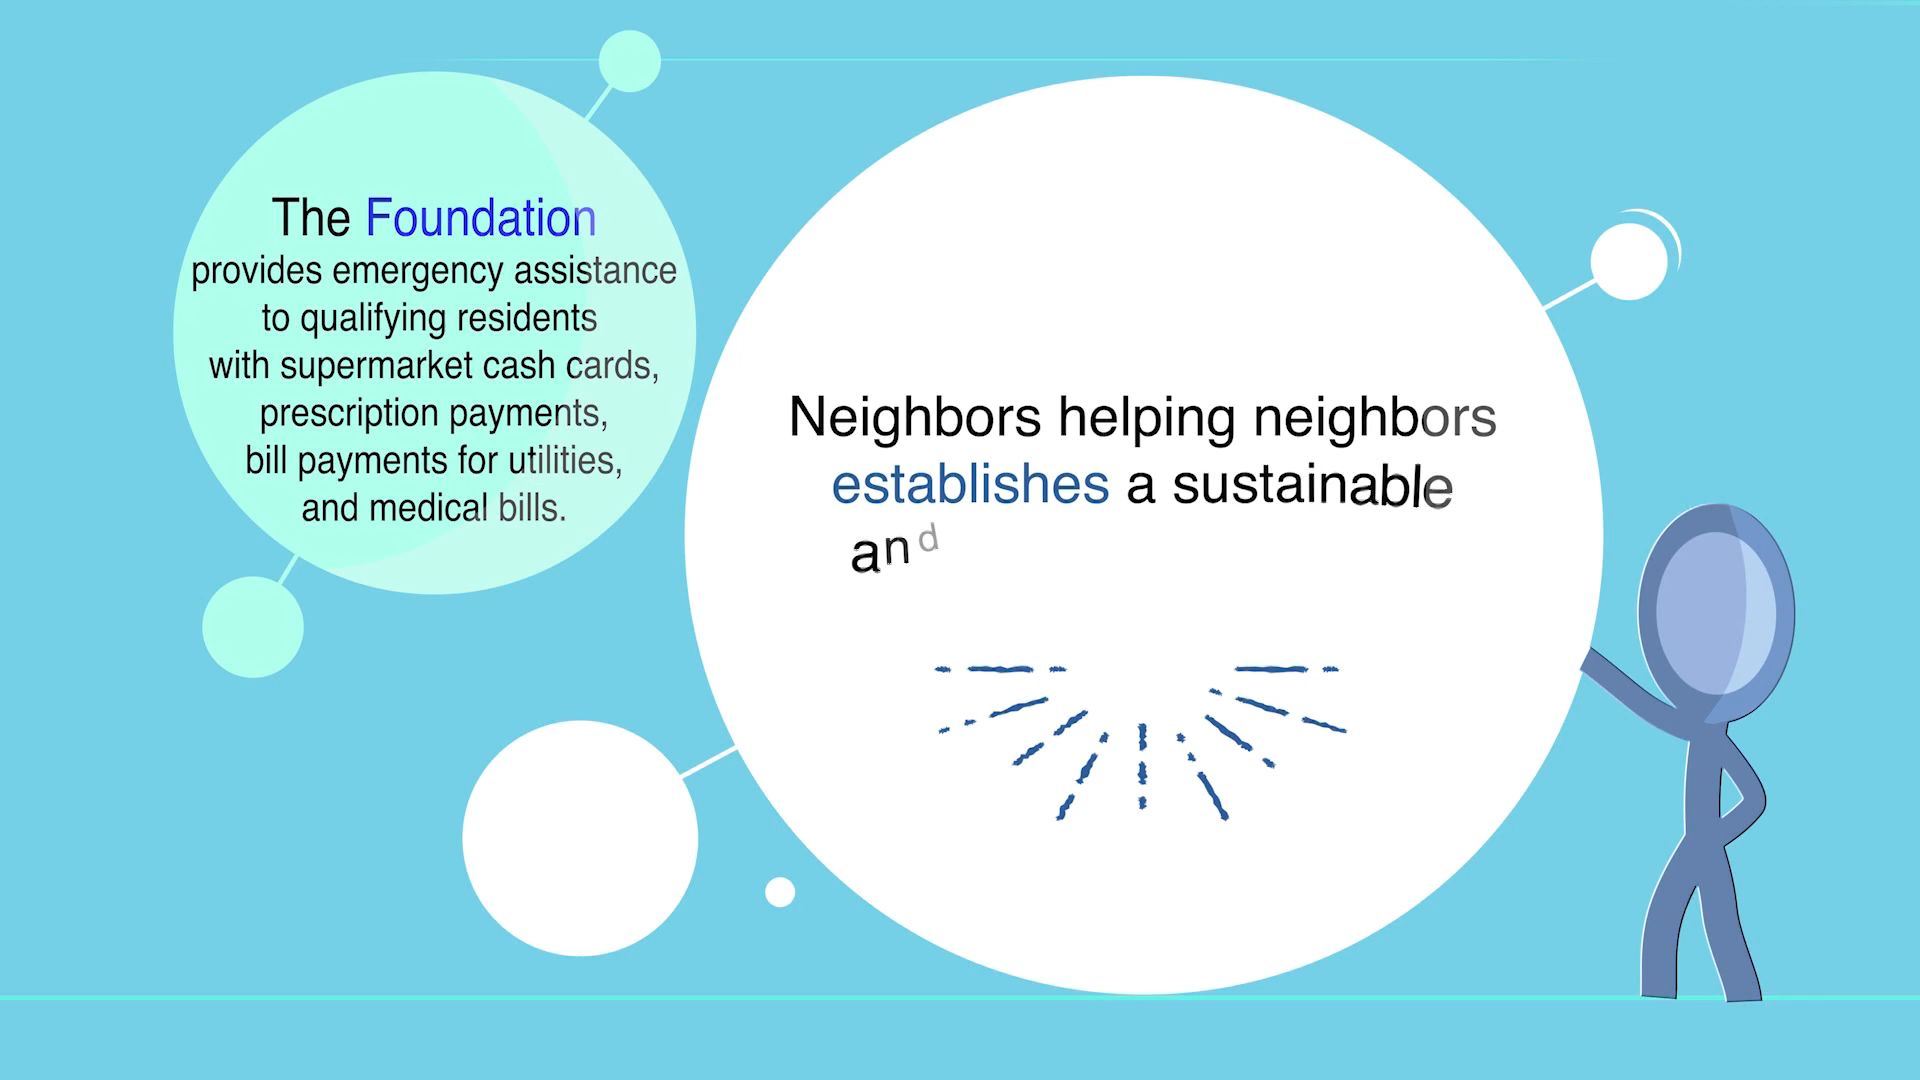 The Foundation
provides emergency assistance
to qualifying residents
with supermarket cash cards,
prescription payments,
bill payments for utilities,
and medical bills.
Neighbors helping neighbors
establishes a sustainable
and